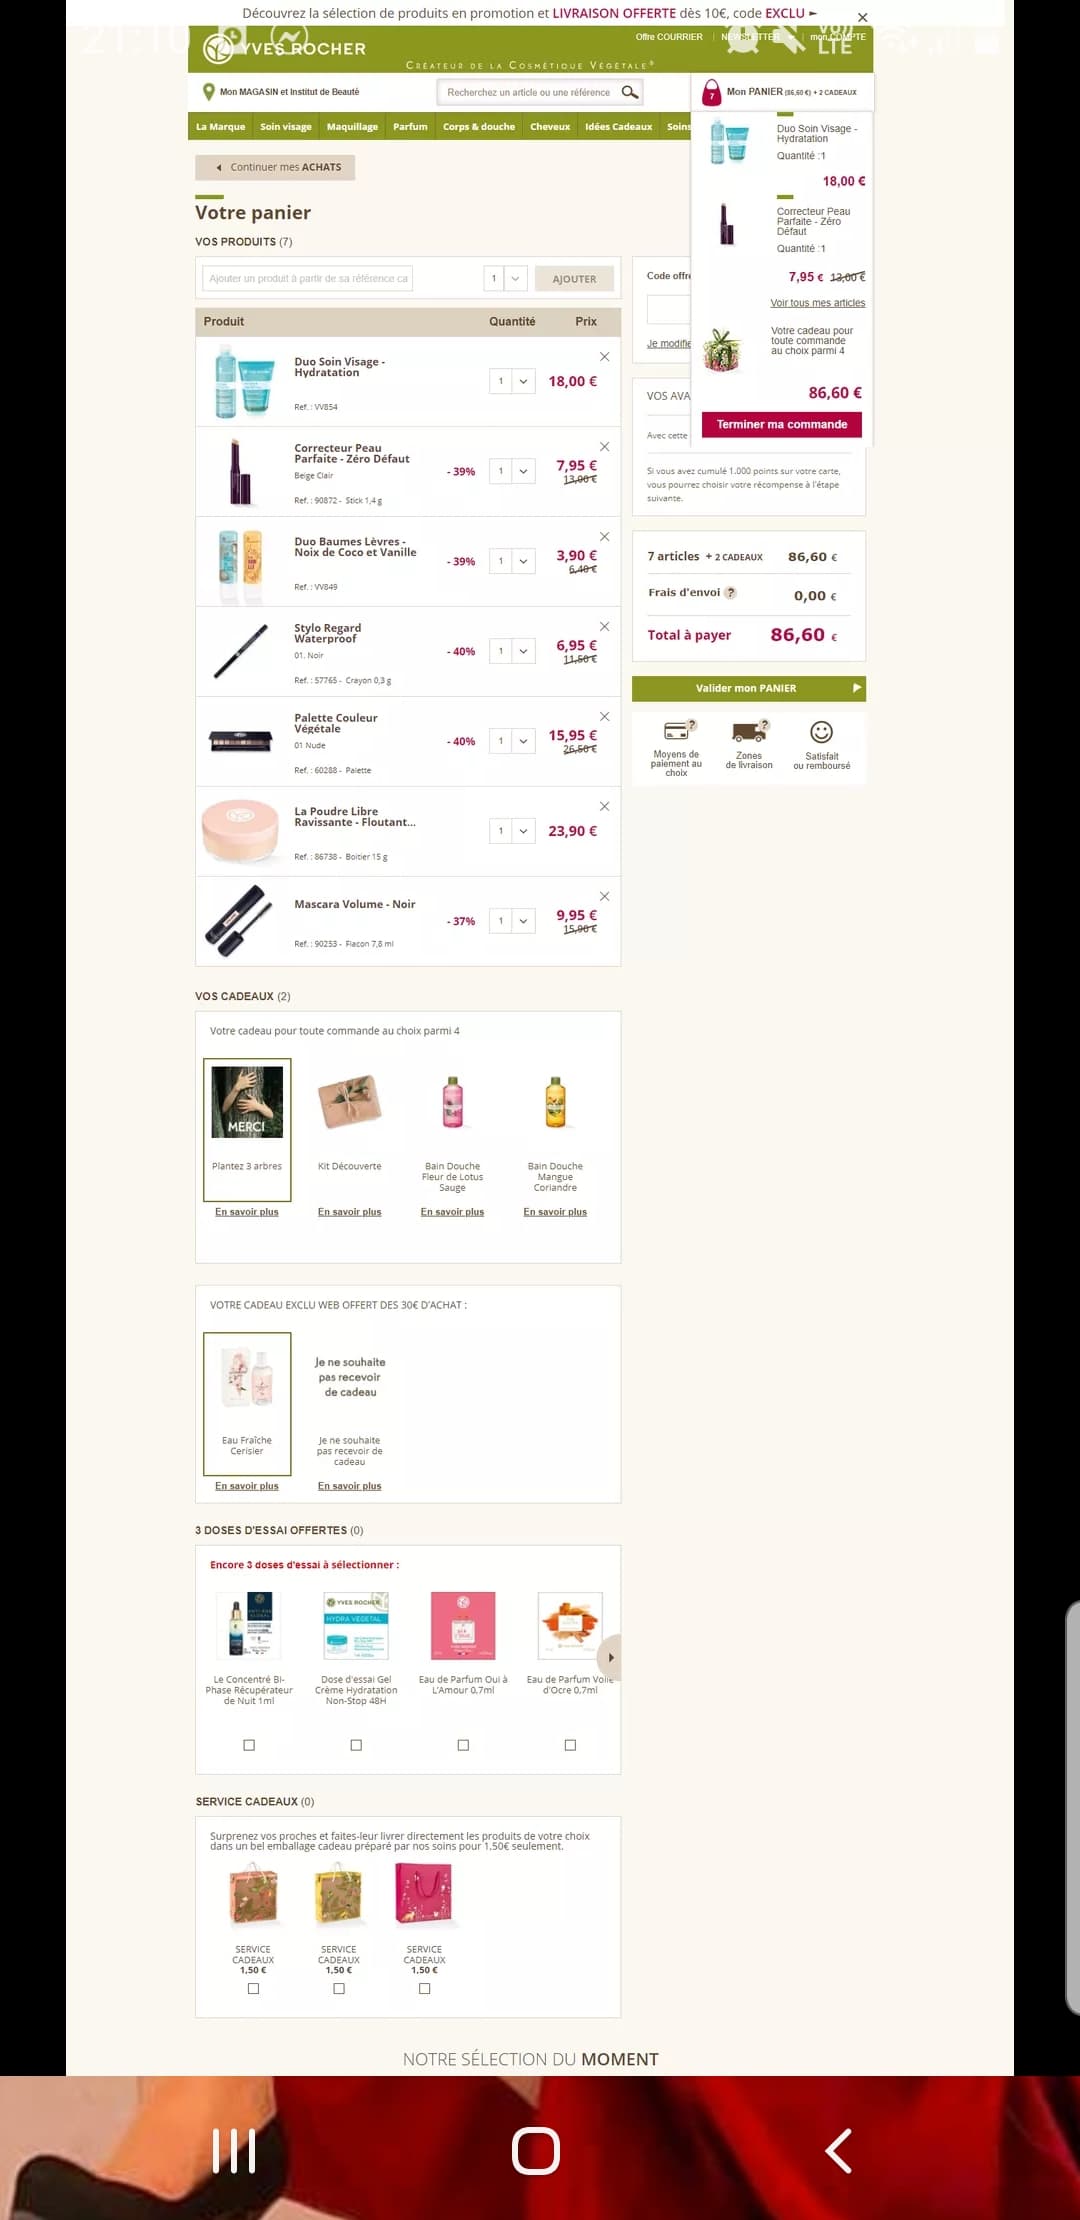 Découvrez la sélection de produits en promotion et LIVRAISON OFFERTE dès 10€, code EXCLU ►
21:10
LTE
YVES ROCHER
CRÉATEUR DE LA COSMÉTIQUE VÉGÉTALE®
Offre COURRIER
NEWSLETTER
mon COMPTE
Mon MAGASIN et Institut de Beauté
Recherchez un article ou une référence
7
Mon PANIER (86,60 €) + 2 CADEAUX
La Marque
Soin visage
Maquillage
Parfum
Corps & douche
Cheveux
Idées Cadeaux
Soins
Duo Soin Visage -
Hydratation
Quantité :1
18,00 €
Correcteur Peau
Parfaite - Zéro
Défaut
Quantité :1
7,95 € 13,00 €
Voir tous mes articles
Votre cadeau pour
toute commande
au choix parmi 4
86,60 €
Terminer ma commande
Continuer mes ACHATS
Votre panier
VOS PRODUITS (7)
Ajouter un produit à partir de sa référence ca
1
AJOUTER
Produit
Quantité
Prix
Duo Soin Visage -
Hydratation
Ref. : VV854
1
18,00 €
Correcteur Peau
Parfaite - Zéro Défaut
Beige Clair
Ref. : 90872 - Stick 1,4 g
- 39%
1
7,95 €
13,00 €
Duo Baumes Lèvres -
Noix de Coco et Vanille
Ref. : VV849
- 39%
1
3,90 €
6,40 €
Stylo Regard
Waterproof
01. Noir
Ref. : 57765 - Crayon 0,3 g
- 40%
1
6,95 €
11,50 €
Palette Couleur
Végétale
01 Nude
Ref. : 60288 - Palette
- 40%
1
15,95 €
26,50 €
La Poudre Libre
Ravissante - Floutant...
Ref. : 86738 - Boitier 15 g
1
23,90 €
Mascara Volume - Noir
Ref. : 90253 - Flacon 7,8 ml
- 37%
1
9,95 €
15,90 €
Code offre
Je modifie
VOS AVA
Avec cette
Si vous avez cumulé 1.000 points sur votre carte,
vous pourrez choisir votre récompense à l'étape
suivante.
7 articles + 2 CADEAUX 86,60 €
Frais d'envoi ? 0,00 €
Total à payer 86,60 €
Valider mon PANIER
?
Moyens de
paiement au
choix
?
Zones
de livraison
Satisfait
ou remboursé
VOS CADEAUX (2)
Votre cadeau pour toute commande au choix parmi 4
MERCI
Plantez 3 arbres
En savoir plus
Kit Découverte
En savoir plus
Bain Douche
Fleur de Lotus
Sauge
En savoir plus
Bain Douche
Mangue
Coriandre
En savoir plus
VOTRE CADEAU EXCLU WEB OFFERT DES 30€ D'ACHAT :
Eau Fraîche
Cerisier
En savoir plus
Je ne souhaite
pas recevoir
de cadeau
Je ne souhaite
pas recevoir de
cadeau
En savoir plus
3 DOSES D'ESSAI OFFERTES (0)
Encore 3 doses d'essai à sélectionner :
Le Concentré Bi-
Phase Récupérateur
de Nuit 1ml
YVES ROCHER
HYDRA VÉGÉTAL
Dose d'essai Gel
Crème Hydratation
Non-Stop 48H
Eau de Parfum Oui à
L'Amour 0,7ml
Eau de Parfum Voile
d'Ocre 0,7ml
SERVICE CADEAUX (0)
Surprenez vos proches et faites-leur livrer directement les produits de votre choix
dans un bel emballage cadeau préparé par nos soins pour 1,50€ seulement.
SERVICE
CADEAUX
1,50 €
SERVICE
CADEAUX
1,50 €
SERVICE
CADEAUX
1,50 €
NOTRE SÉLECTION DU MOMENT